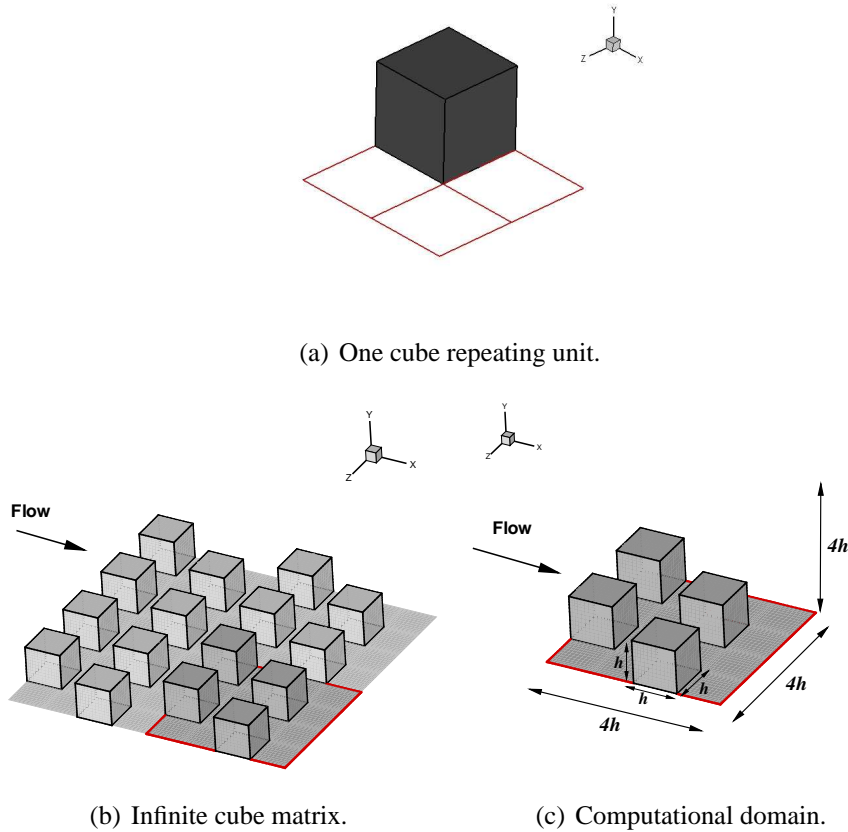 Y
Z
X
(a) One cube repeating unit.
Y
Z
X
Flow
(b) Infinite cube matrix.
Y
Z
X
Flow
4h
h
h
h
4h
4h
(c) Computational domain.